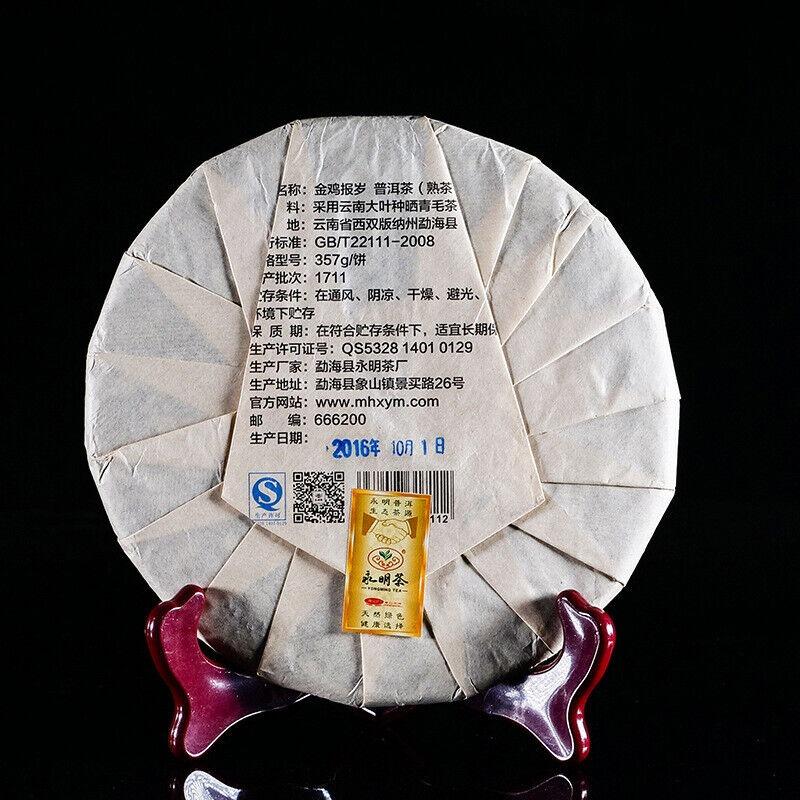 名称：金鸡报岁 普洱茶（熟茶
料：采用云南大叶种晒青毛茶
地：云南省西双版纳州勐海县
行标准：GB/T22111-2008
格型号：357g/饼
产批次：1711
贮存条件：在通风、阴凉、干燥、避光、
环境下贮存
保 质 期：在符合贮存条件下，适宜长期保
生产许可证号：QS5328 1401 0129
生产厂家：勐海县永明茶厂
生产地址：勐海县象山镇景买路26号
官方网站：www.mhxym.com
邮 编：666200
生产日期：2016年 10月 1日
生产许可
112
永明普洱
生态茶源
永明茶
YONGMING TEA
天然绿色
健康选择